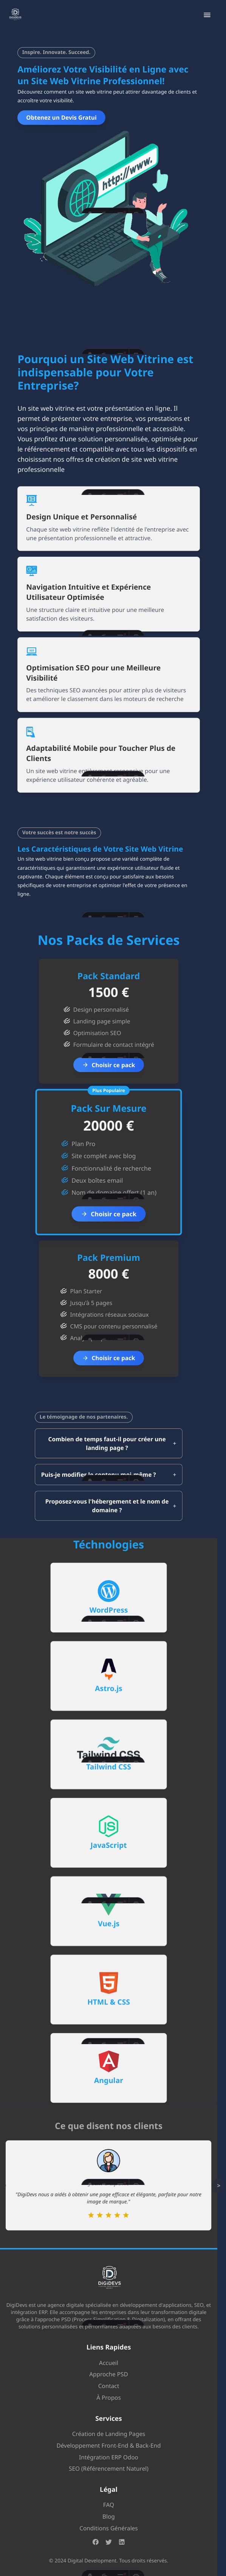 DIGIDEVS
Inspire. Innovate. Succeed.
Améliorez Votre Visibilité en Ligne avec
un Site Web Vitrine Professionnel!
Découvrez comment un site web vitrine peut attirer davantage de clients et
accroître votre visibilité.
Obtenez un Devis Gratui
http://www.
Pourquoi un Site Web Vitrine est
indispensable pour Votre
Entreprise?
Un site web vitrine est votre présentation en ligne. Il
permet de présenter votre entreprise, vos prestations et
vos principes de manière professionnelle et accessible.
Vous profitez d'une solution personnalisée, optimisée pour
le référencement et compatible avec tous les dispositifs en
choisissant nos offres de création de site web vitrine
professionnelle
Design Unique et Personnalisé
Chaque site web vitrine reflète l'identité de l'entreprise avec
une présentation professionnelle et attractive.
Navigation Intuitive et Expérience
Utilisateur Optimisée
Une structure claire et intuitive pour une meilleure
satisfaction des visiteurs.
Optimisation SEO pour une Meilleure
Visibilité
Des techniques SEO avancées pour attirer plus de visiteurs
et améliorer le classement dans les moteurs de recherche
Adaptabilité Mobile pour Toucher Plus de
Clients
Un site web vitrine pour une
expérience utilisateur cohérente et agréable.
Votre succès est notre succès
Les Caractéristiques de Votre Site Web Vitrine
Un site web vitrine bien conçu propose une variété complète de
caractéristiques qui garantissent une expérience utilisateur fluide et
captivante. Chaque élément est conçu pour satisfaire aux besoins
spécifiques de votre entreprise et optimiser l'effet de votre présence en
ligne.
Nos Packs de Services
Pack Standard
1500 €
Design personnalisé
Landing page simple
Optimisation SEO
Formulaire de contact intégré
Choisir ce pack
Plus Populaire
Pack Sur Mesure
20000 €
Plan Pro
Site complet avec blog
Fonctionnalité de recherche
Deux boîtes email
Nom de domaine offert (1 an)
Choisir ce pack
Pack Premium
8000 €
Plan Starter
Jusqu'à 5 pages
Intégrations réseaux sociaux
CMS pour contenu personnalisé
Choisir ce pack
Le témoignage de nos partenaires.
Combien de temps faut-il pour créer une
landing page ?
+
Puis-je modifier le contenu moi-même ?
+
Proposez-vous l'hébergement et le nom de
domaine ?
+
Téchnologies
WordPress
Astro.js
Tailwind CSS
Tailwind CSS
JavaScript
Vue.js
HTML & CSS
Angular
Que ce disent nos clients
"DigiDevs nous a aidés à obtenir une page efficace et élégante, parfaite pour notre
image de marque."
DIGIDEVS
DigiDevs est une agence digitale spécialisée en développement d'applications, SEO, et
intégration ERP. Elle accompagne les entreprises dans leur transformation digitale
grâce à l'approche PSD
solutions personnalisées et performantes adaptées aux besoins des clients.
Liens Rapides
Accueil
Approche PSD
Contact
À Propos
Services
Création de Landing Pages
Développement Front-End & Back-End
Intégration ERP Odoo
SEO (Référencement Naturel)
Légal
FAQ
Blog
Conditions Générales
© 2024 Digital Development. Tous droits réservés.